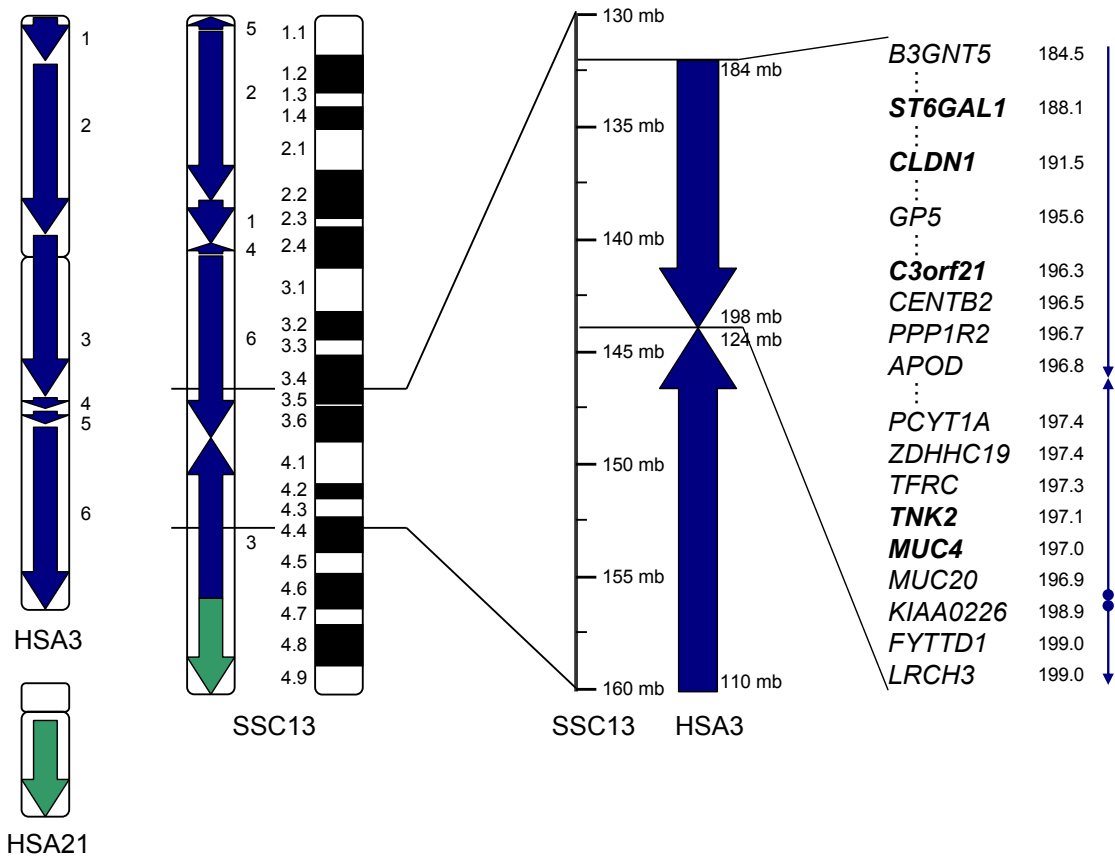 1
2
3
4
5
6
HSA3
HSA21
5
2
1
4
6
3
1.1
1.2
1.3
1.4
2.1
2.2
2.3
2.4
3.1
3.2
3.3
3.4
3.5
3.6
4.1
4.2
4.3
4.4
4.5
4.6
4.7
4.8
4.9
SSC13
130 mb
135 mb
140 mb
145 mb
150 mb
155 mb
160 mb
184 mb
198 mb
124 mb
110 mb
SSC13 HSA3
B3GNT5 184.5
ST6GAL1 188.1
CLDN1 191.5
GP5 195.6
C3orf21 196.3
CENTB2 196.5
PPP1R2 196.7
APOD 196.8
PCYT1A 197.4
ZDHHC19 197.4
TFRC 197.3
TNK2 197.1
MUC4 197.0
MUC20 196.9
KIAA0226 198.9
FYTTD1 199.0
LRCH3 199.0